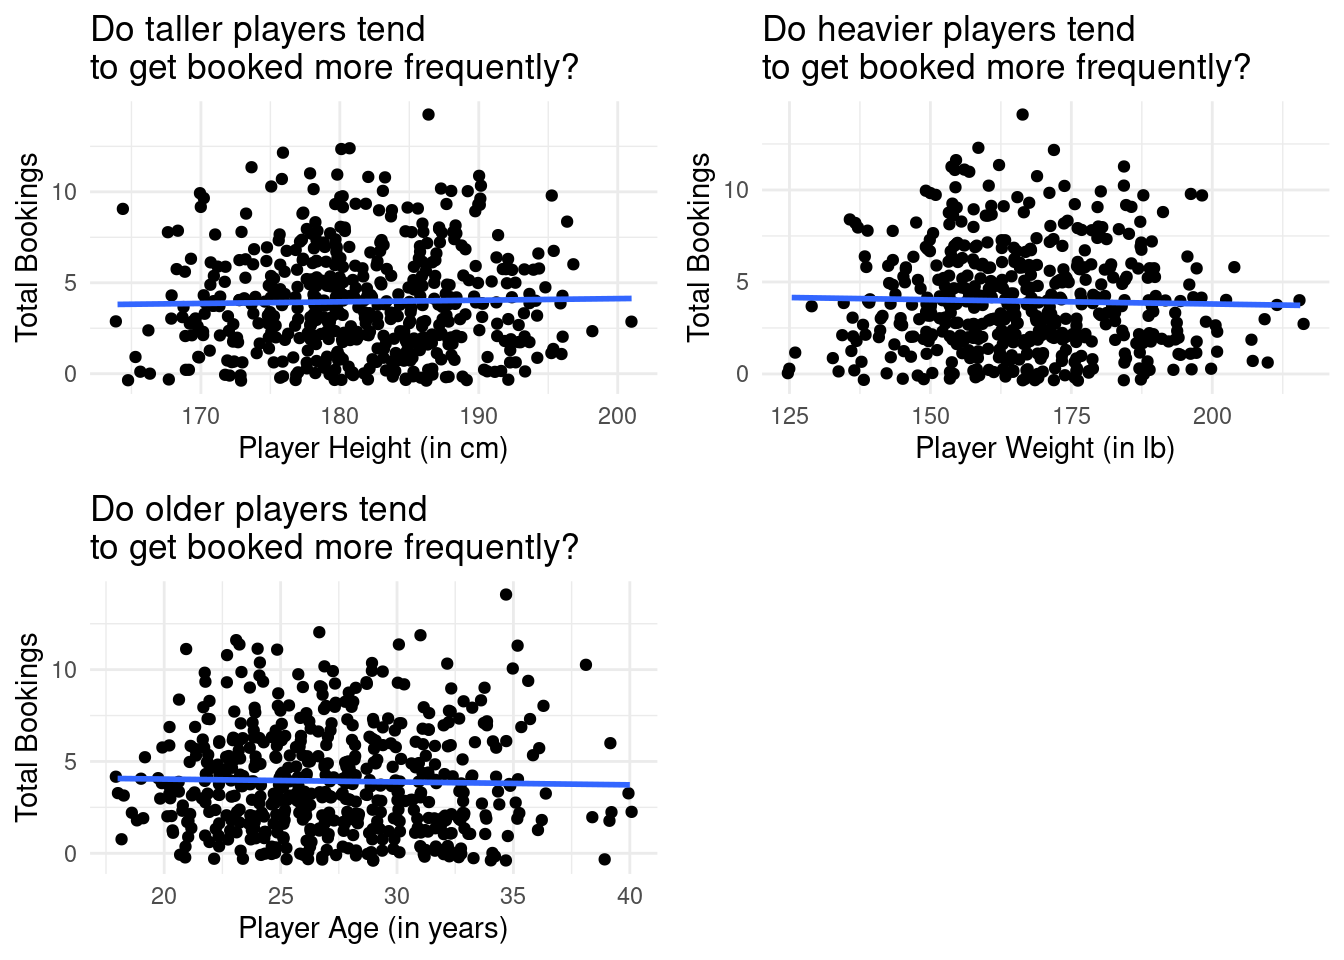 Do taller players tend
to get booked more frequently?
Total Bookings
10
5
0
170 180 190 200
Player Height (in cm)
Do heavier players tend
to get booked more frequently?
Total Bookings
10
5
0
125 150 175 200
Player Weight (in lb)
Do older players tend
to get booked more frequently?
Total Bookings
10
5
0
20 25 30 35 40
Player Age (in years)